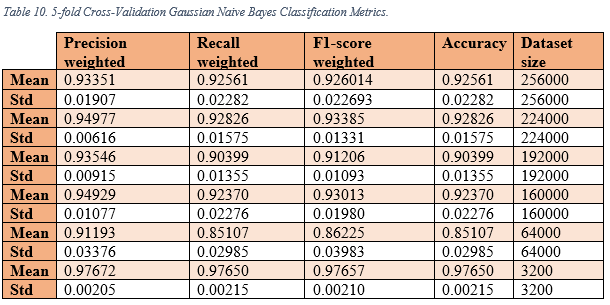 Table 10. 5-fold Cross-Validation Gaussian Naive Bayes Classification Metrics.
Precision weighted Recall weighted F1-score weighted Accuracy Dataset size
Mean 0.93351 0.92561 0.926014 0.92561 256000
Std 0.01907 0.02282 0.022693 0.02282 256000
Mean 0.94977 0.92826 0.93385 0.92826 224000
Std 0.00616 0.01575 0.01331 0.01575 224000
Mean 0.93546 0.90399 0.91206 0.90399 192000
Std 0.00915 0.01355 0.01093 0.01355 192000
Mean 0.94929 0.92370 0.93013 0.92370 160000
Std 0.01077 0.02276 0.01980 0.02276 160000
Mean 0.91193 0.85107 0.86225 0.85107 64000
Std 0.03376 0.02985 0.03983 0.02985 64000
Mean 0.97672 0.97650 0.97657 0.97650 3200
Std 0.00205 0.00215 0.00210 0.00215 3200